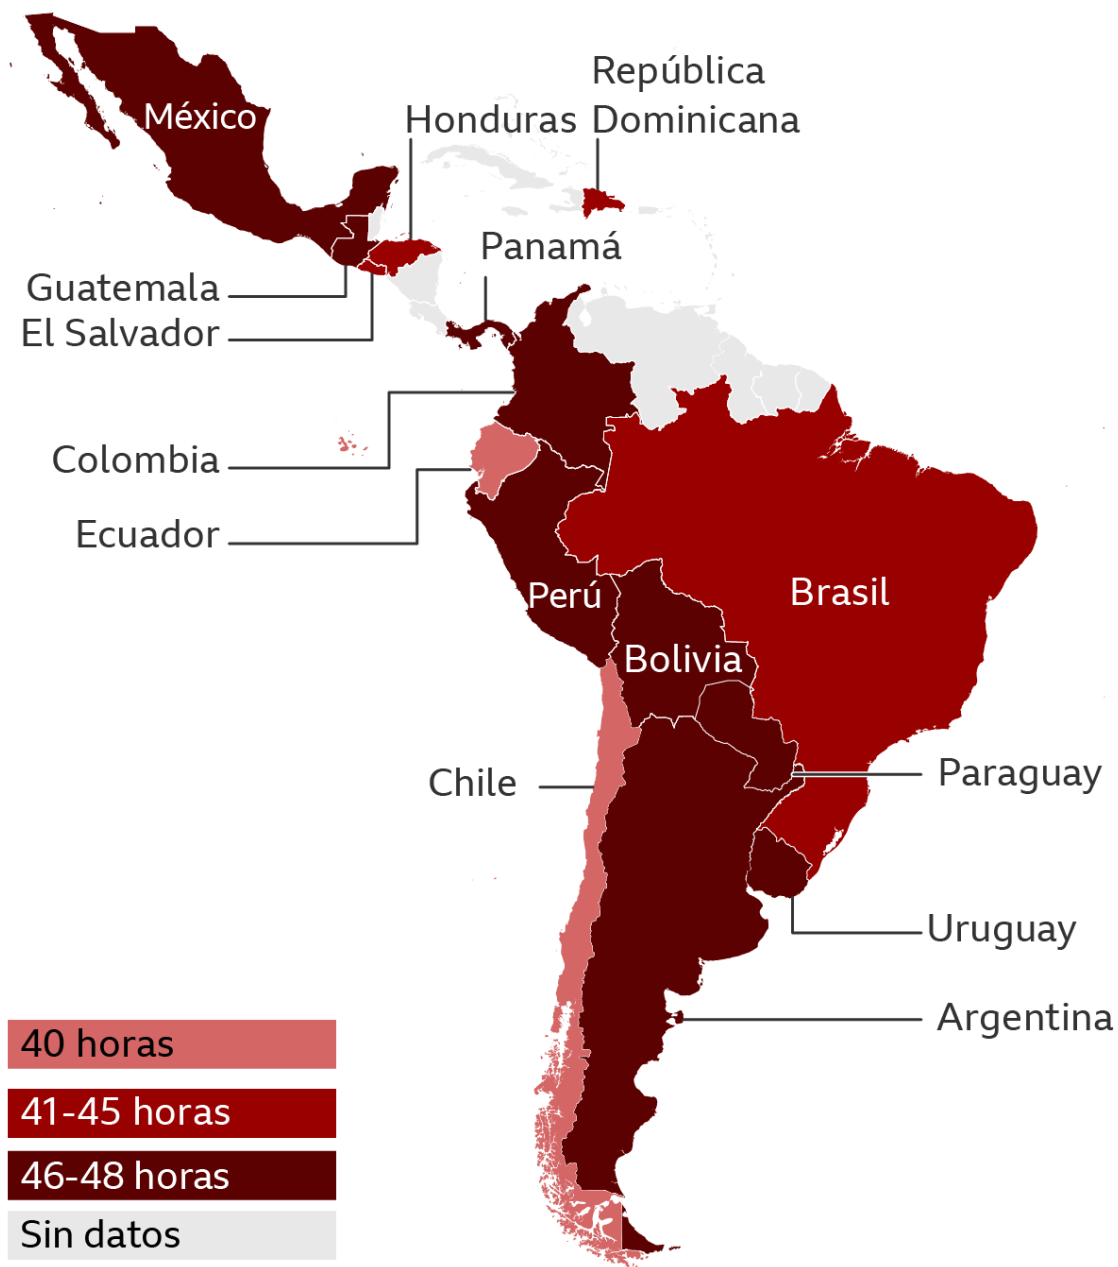 República
Dominicana
Honduras
México
Panamá
Guatemala
El Salvador
Colombia
Ecuador
Perú
Brasil
Bolivia
Chile
Paraguay
Uruguay
Argentina
40 horas
41-45 horas
46-48 horas
Sin datos